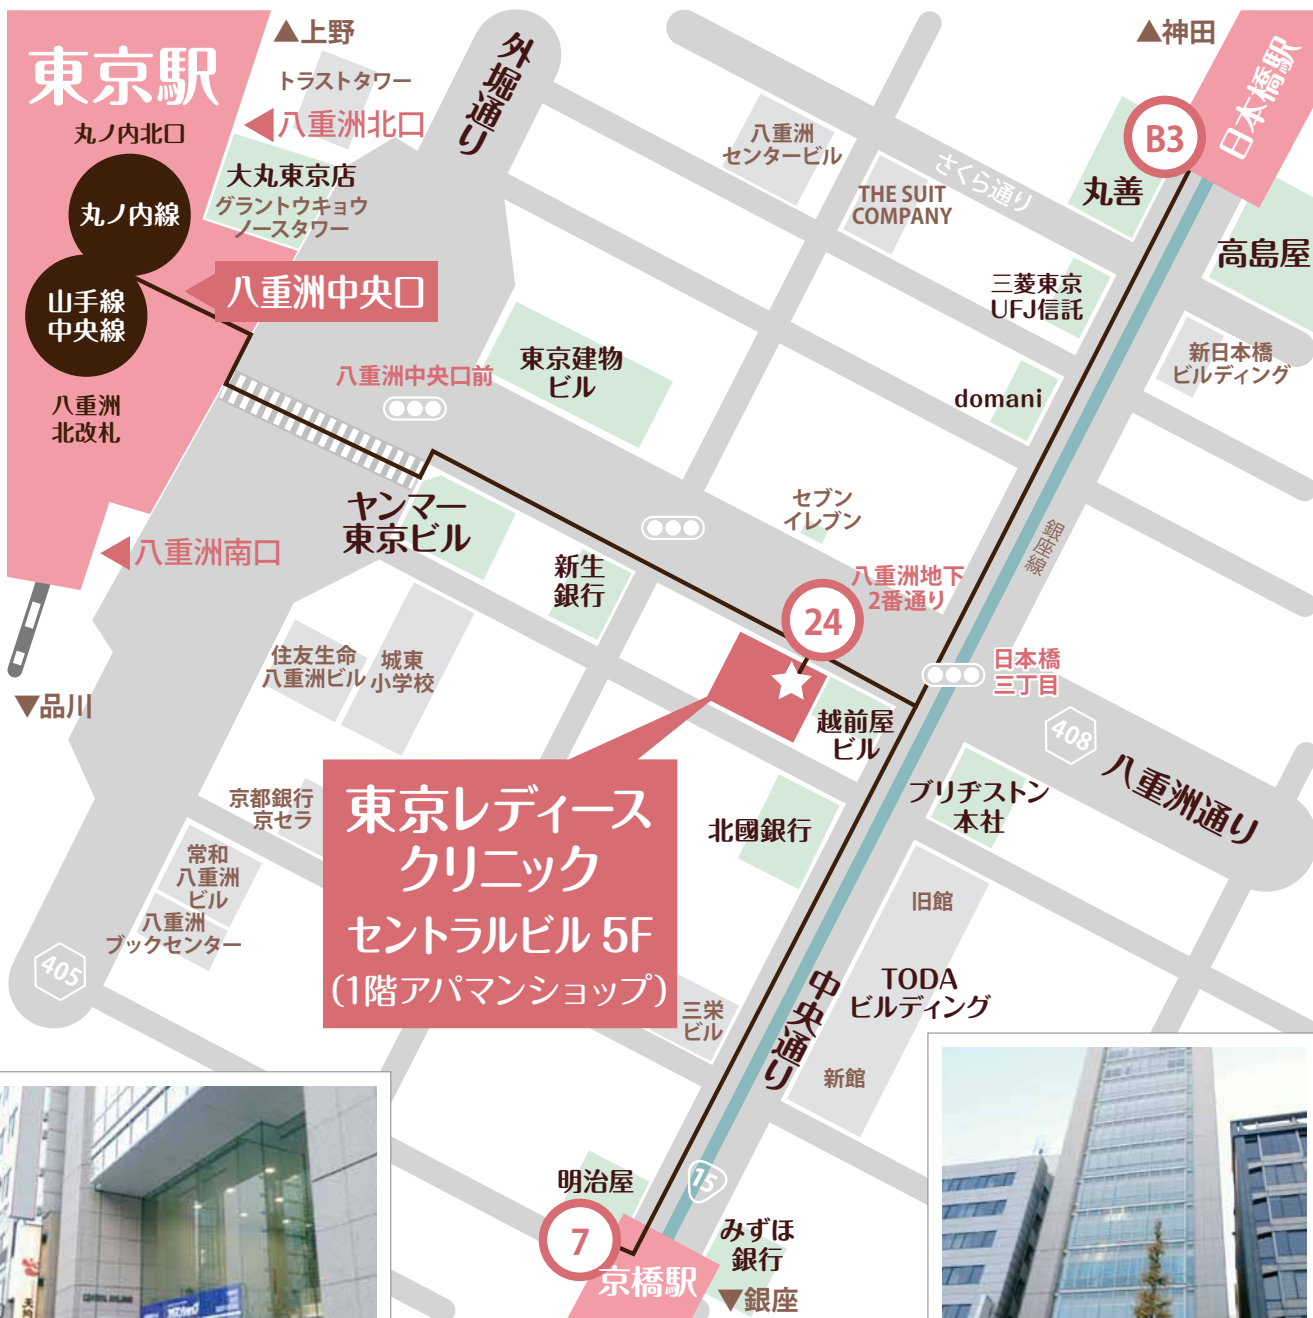 ▲上野
▲神田
東京駅
外堀通り
トラストタワー
日本橋駅
丸ノ内北口
◀八重洲北口
八重洲
センタービル
B3
大丸東京店
グラントウキョウ
ノースタワー
さくら通り
丸ノ内線
THE SUIT
COMPANY
丸善
高島屋
八重洲中央口
山手線
中央線
三菱東京
UFJ信託
東京建物
ビル
新日本橋
ビルディング
八重洲中央口前
domani
八重洲
北改札
ヤンマー
東京ビル
セブン
イレブン
銀座線
◀八重洲南口
新生
銀行
八重洲地下
2番通り
24
住友生命
八重洲ビル
城東
小学校
日本橋
三丁目
▼品川
越前屋
ビル
408
八重洲通り
京都銀行
京セラ
東京レディース
クリニック
セントラルビル 5F
(1階アパマンショップ)
北國銀行
ブリヂストン
本社
常和
八重洲
ビル
八重洲
ブックセンター
旧館
405
中央通り
TODA
ビルディング
三栄
ビル
新館
明治屋
15
7
みずほ
銀行
京橋駅
▼銀座